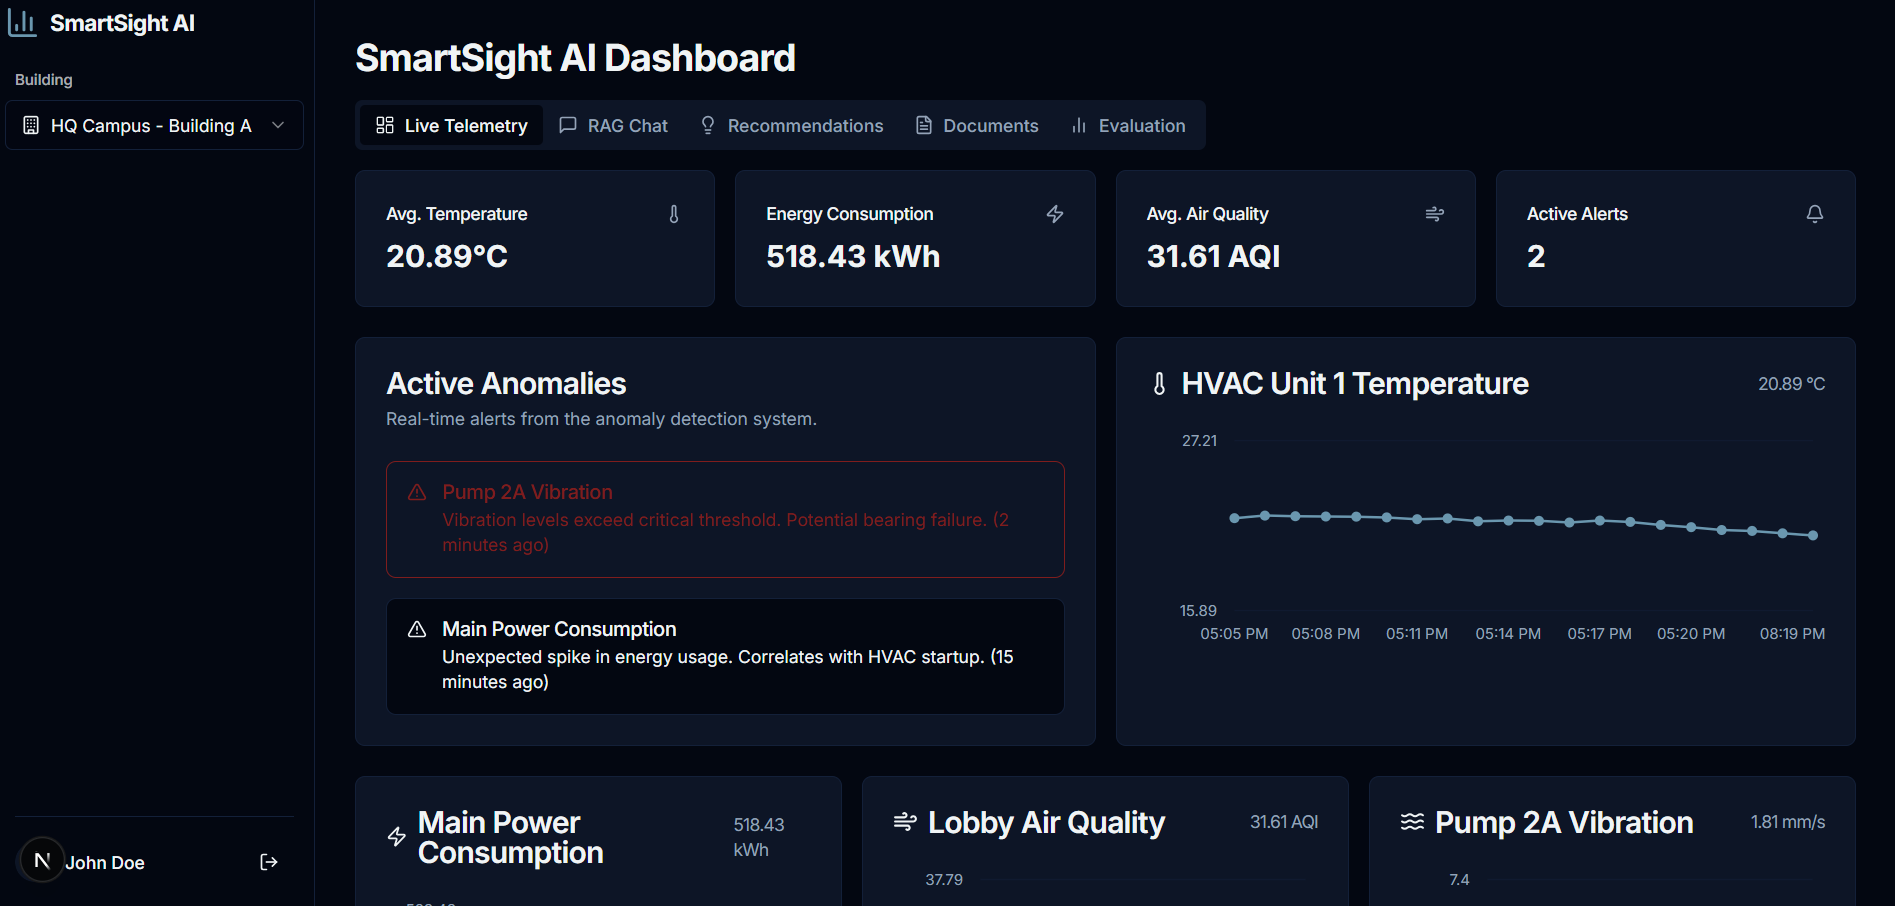 SmartSight AI
Building
HQ Campus - Building A
SmartSight AI Dashboard
Live Telemetry
RAG Chat
Recommendations
Documents
Evaluation
Avg. Temperature
20.89°C
Energy Consumption
518.43 kWh
Avg. Air Quality
31.61 AQI
Active Alerts
2
Active Anomalies
Real-time alerts from the anomaly detection system.
Pump 2A Vibration
Vibration levels exceed critical threshold. Potential bearing failure. (2
minutes ago)
Main Power Consumption
Unexpected spike in energy usage. Correlates with HVAC startup. (15
minutes ago)
HVAC Unit 1 Temperature
20.89 °C
27.21
15.89
05:05 PM
05:08 PM
05:11 PM
05:14 PM
05:17 PM
05:20 PM
08:19 PM
Main Power
Consumption
518.43
kWh
Lobby Air Quality
31.61 AQI
37.79
Pump 2A Vibration
1.81 mm/s
7.4
N
John Doe